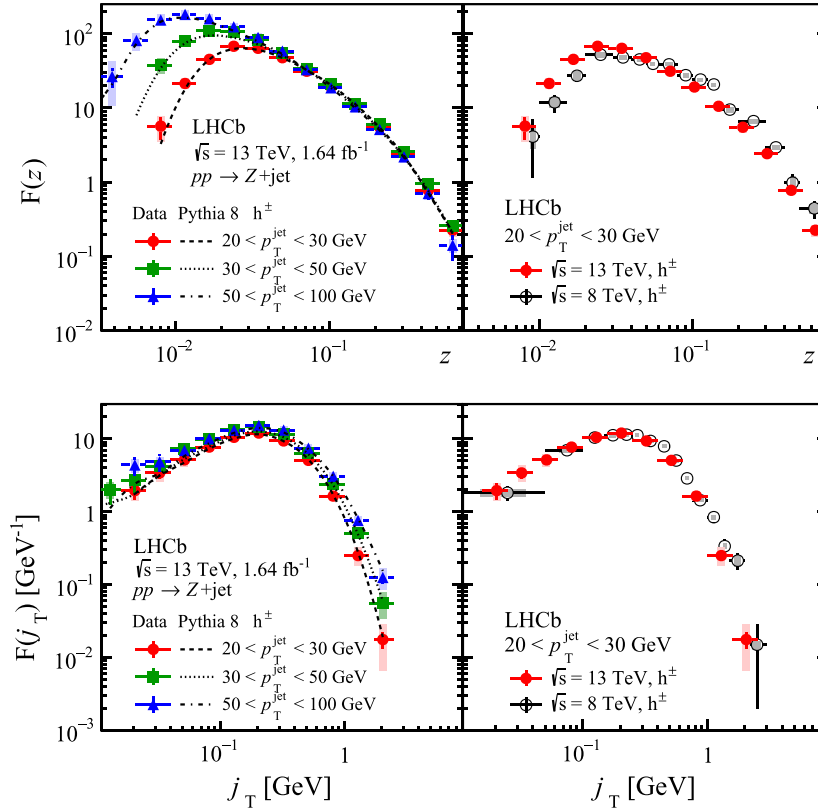 F(z)
10²
10
1
10⁻¹
10⁻²
LHCb
√s = 13 TeV, 1.64 fb⁻¹
pp → Z+jet
Data Pythia 8 h±
20 < p_T^jet < 30 GeV
30 < p_T^jet < 50 GeV
50 < p_T^jet < 100 GeV
10⁻² 10⁻¹ z
LHCb
20 < p_T^jet < 30 GeV
√s = 13 TeV, h±
√s = 8 TeV, h±
10⁻² 10⁻¹ z
F(j_T) [GeV⁻¹]
10
1
10⁻¹
10⁻²
10⁻³
LHCb
√s = 13 TeV, 1.64 fb⁻¹
pp → Z+jet
Data Pythia 8 h±
20 < p_T^jet < 30 GeV
30 < p_T^jet < 50 GeV
50 < p_T^jet < 100 GeV
10⁻¹ 1
j_T [GeV]
LHCb
20 < p_T^jet < 30 GeV
√s = 13 TeV, h±
√s = 8 TeV, h±
10⁻¹ 1
j_T [GeV]